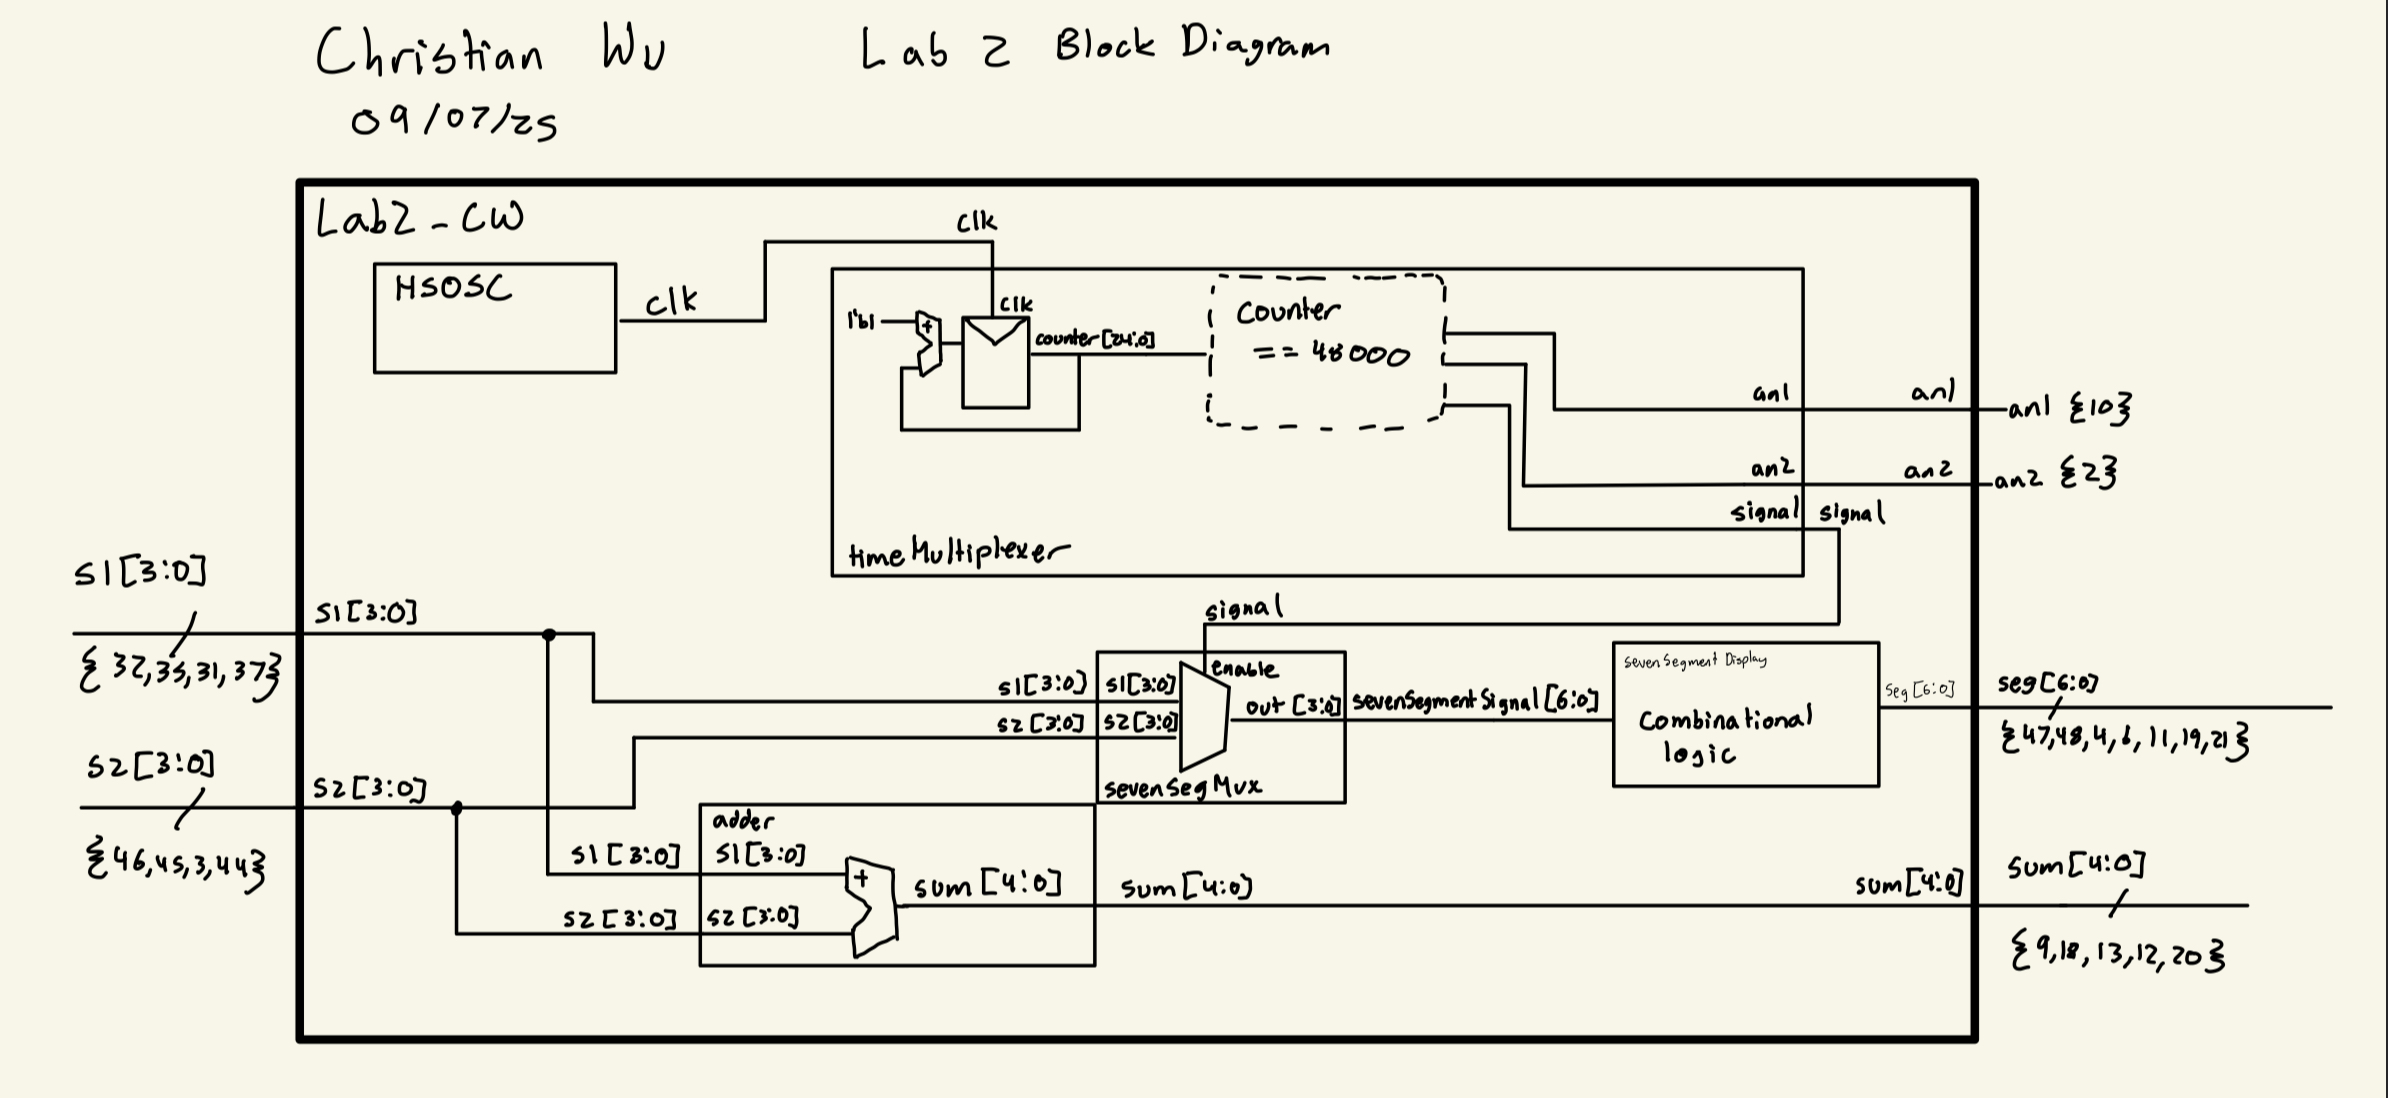 Christian Wu
Lab 2 Block Diagram
09/07/25
Lab2_CW
HSOSC
clk
clk
clk
1'b1
+
counter[24:0]
counter
== 48000
an1
an1
an1 {10}
an2
an2
an2 {2}
signal
signal
timeMultiplexer
s1[3:0]
s1[3:0]
{32,35,31,37}
signal
enable
s1[3:0]
s1[3:0]
s2[3:0]
s2[3:0]
out[3:0]
sevenSegmentSignal[6:0]
sevenSegMux
seven Segment Display
Combinational
logic
seg[6:0]
seg[6:0]
{47,48,4,6,11,19,21}
s2[3:0]
s2[3:0]
{46,45,3,44}
adder
s1[3:0]
s1[3:0]
s2[3:0]
s2[3:0]
+
sum[4:0]
sum[4:0]
sum[4:0]
sum[4:0]
{9,18,13,12,20}